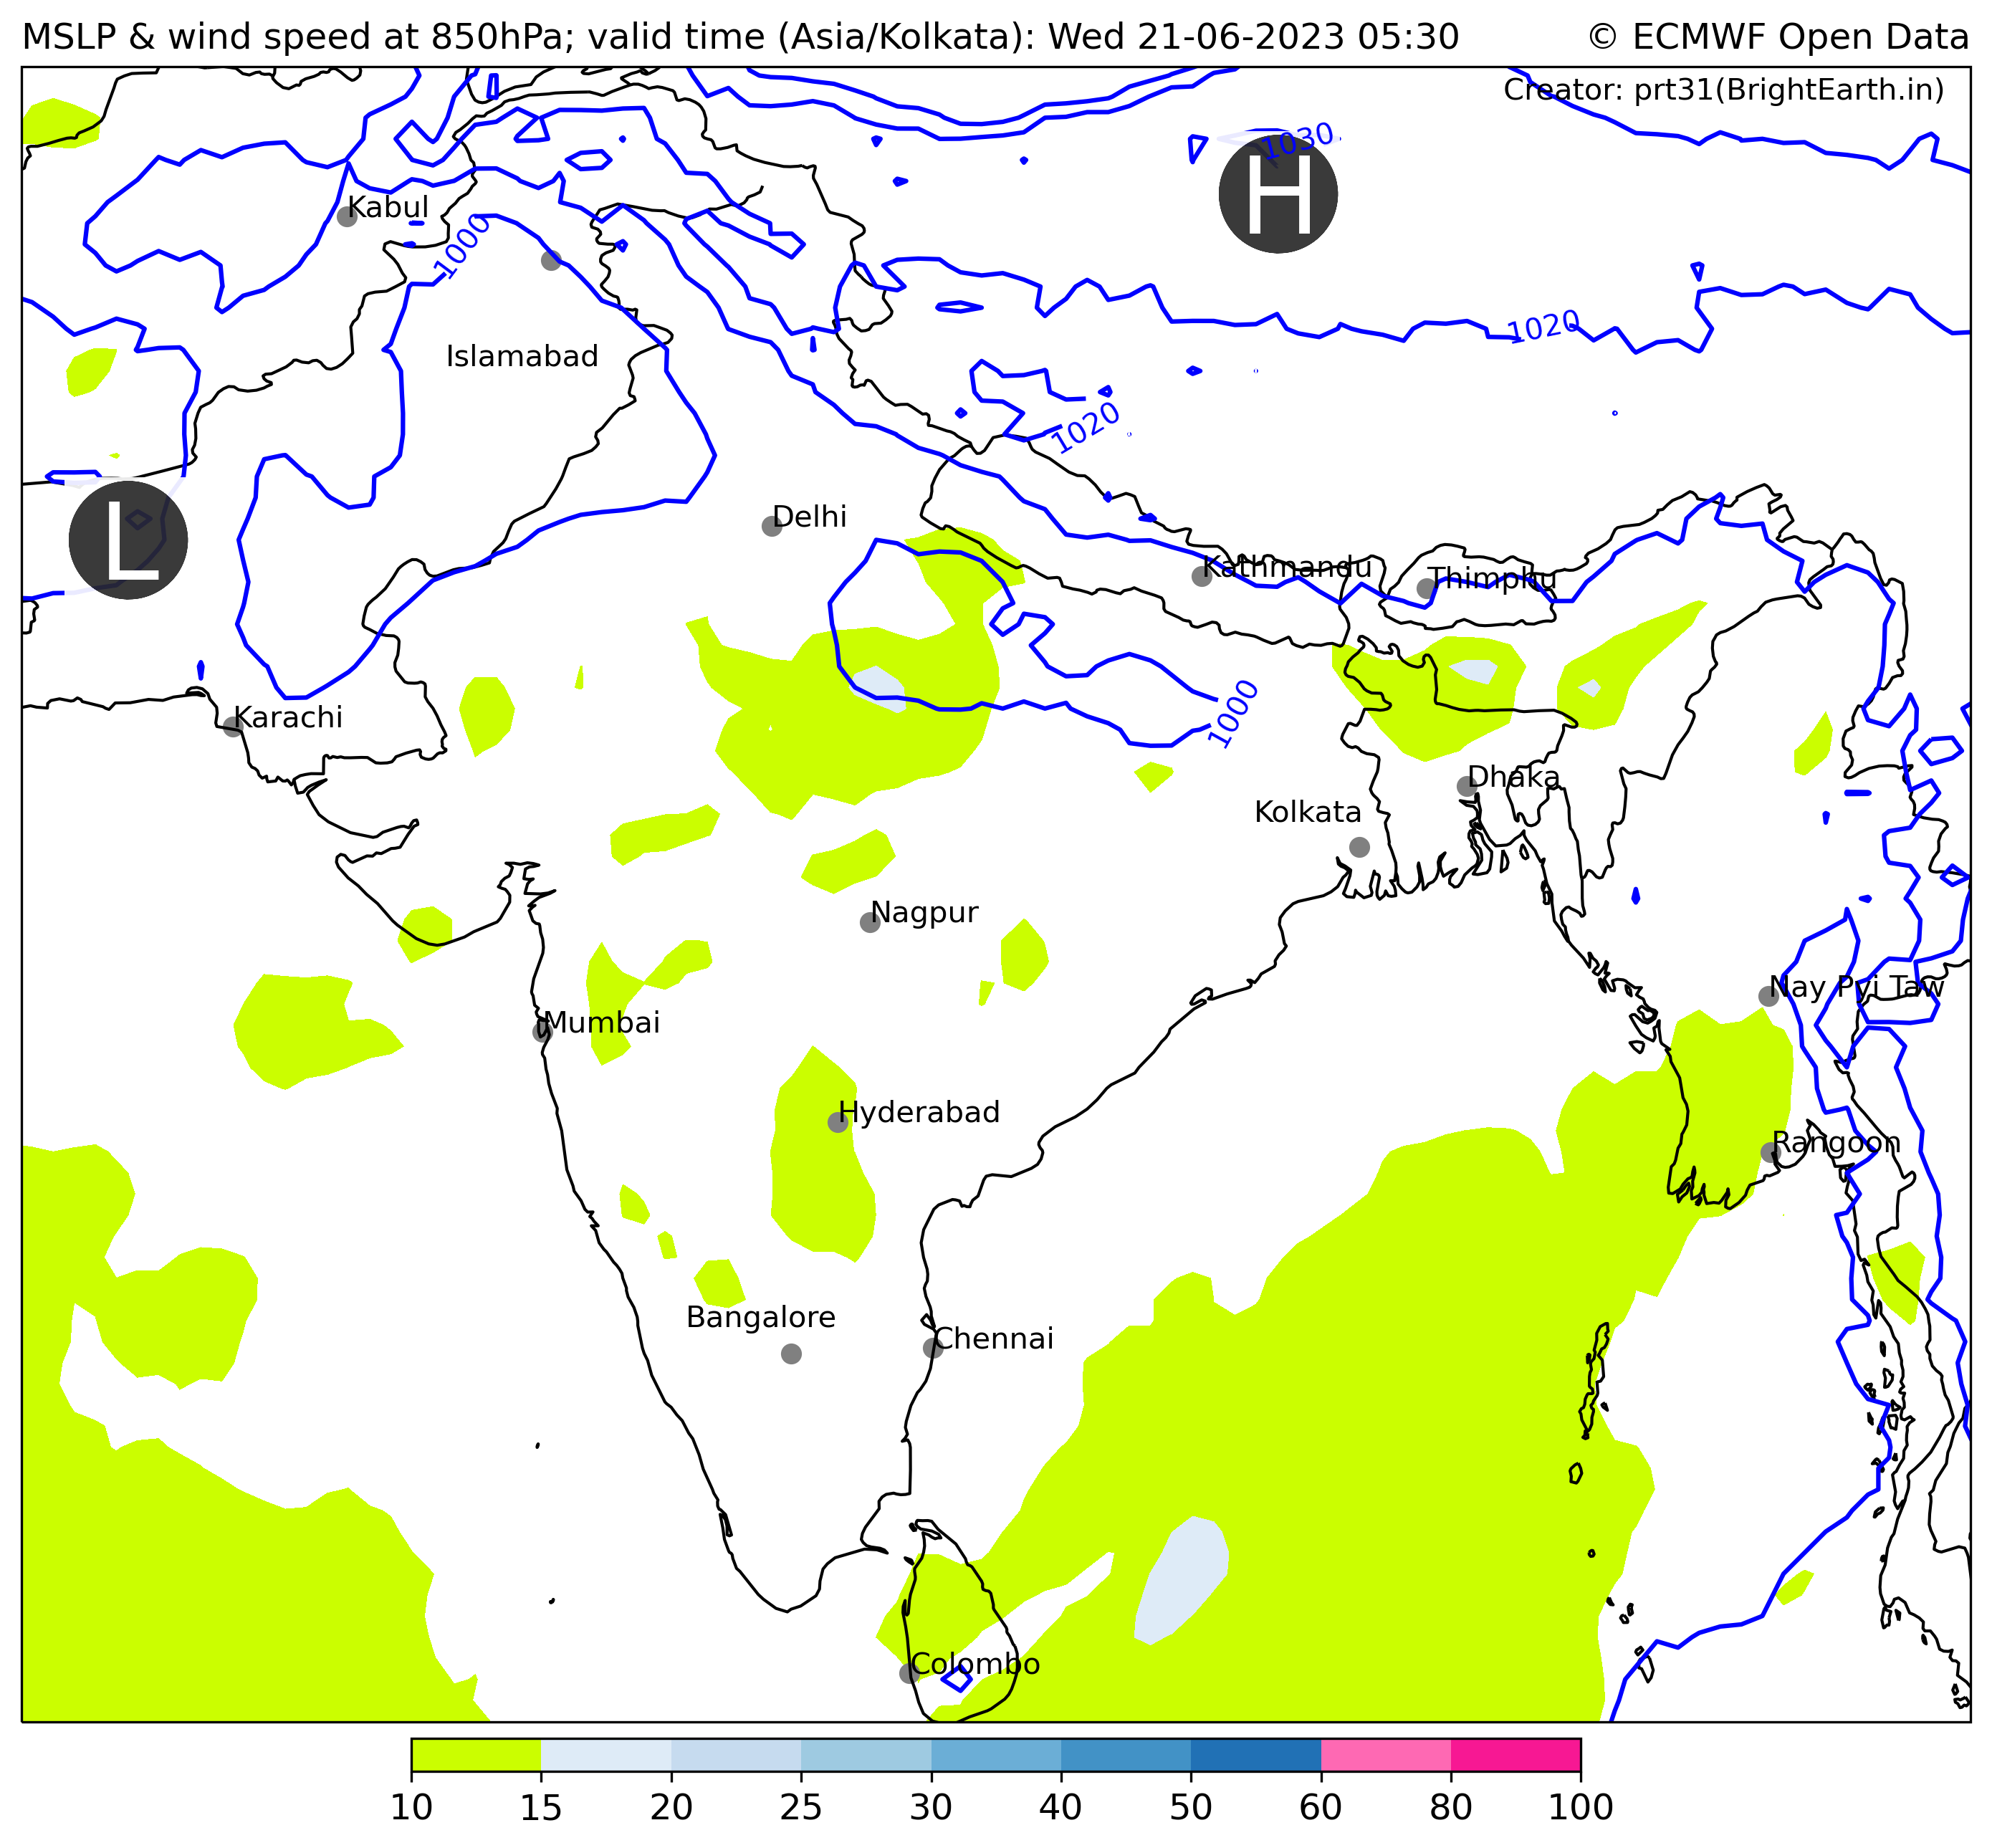 MSLP & wind speed at 850hPa; valid time (Asia/Kolkata): Wed 21-06-2023 05:30
© ECMWF Open Data
Creator: prt31(BrightEarth.in)
1030
H
Kabul
1000
1020
Islamabad
1020
L
Delhi
Kathmandu
Thimphu
Karachi
1000
Dhaka
Kolkata
Nagpur
Nay Pyi Taw
Mumbai
Hyderabad
Rangoon
Bangalore
Chennai
Colombo
10 15 20 25 30 40 50 60 80 100